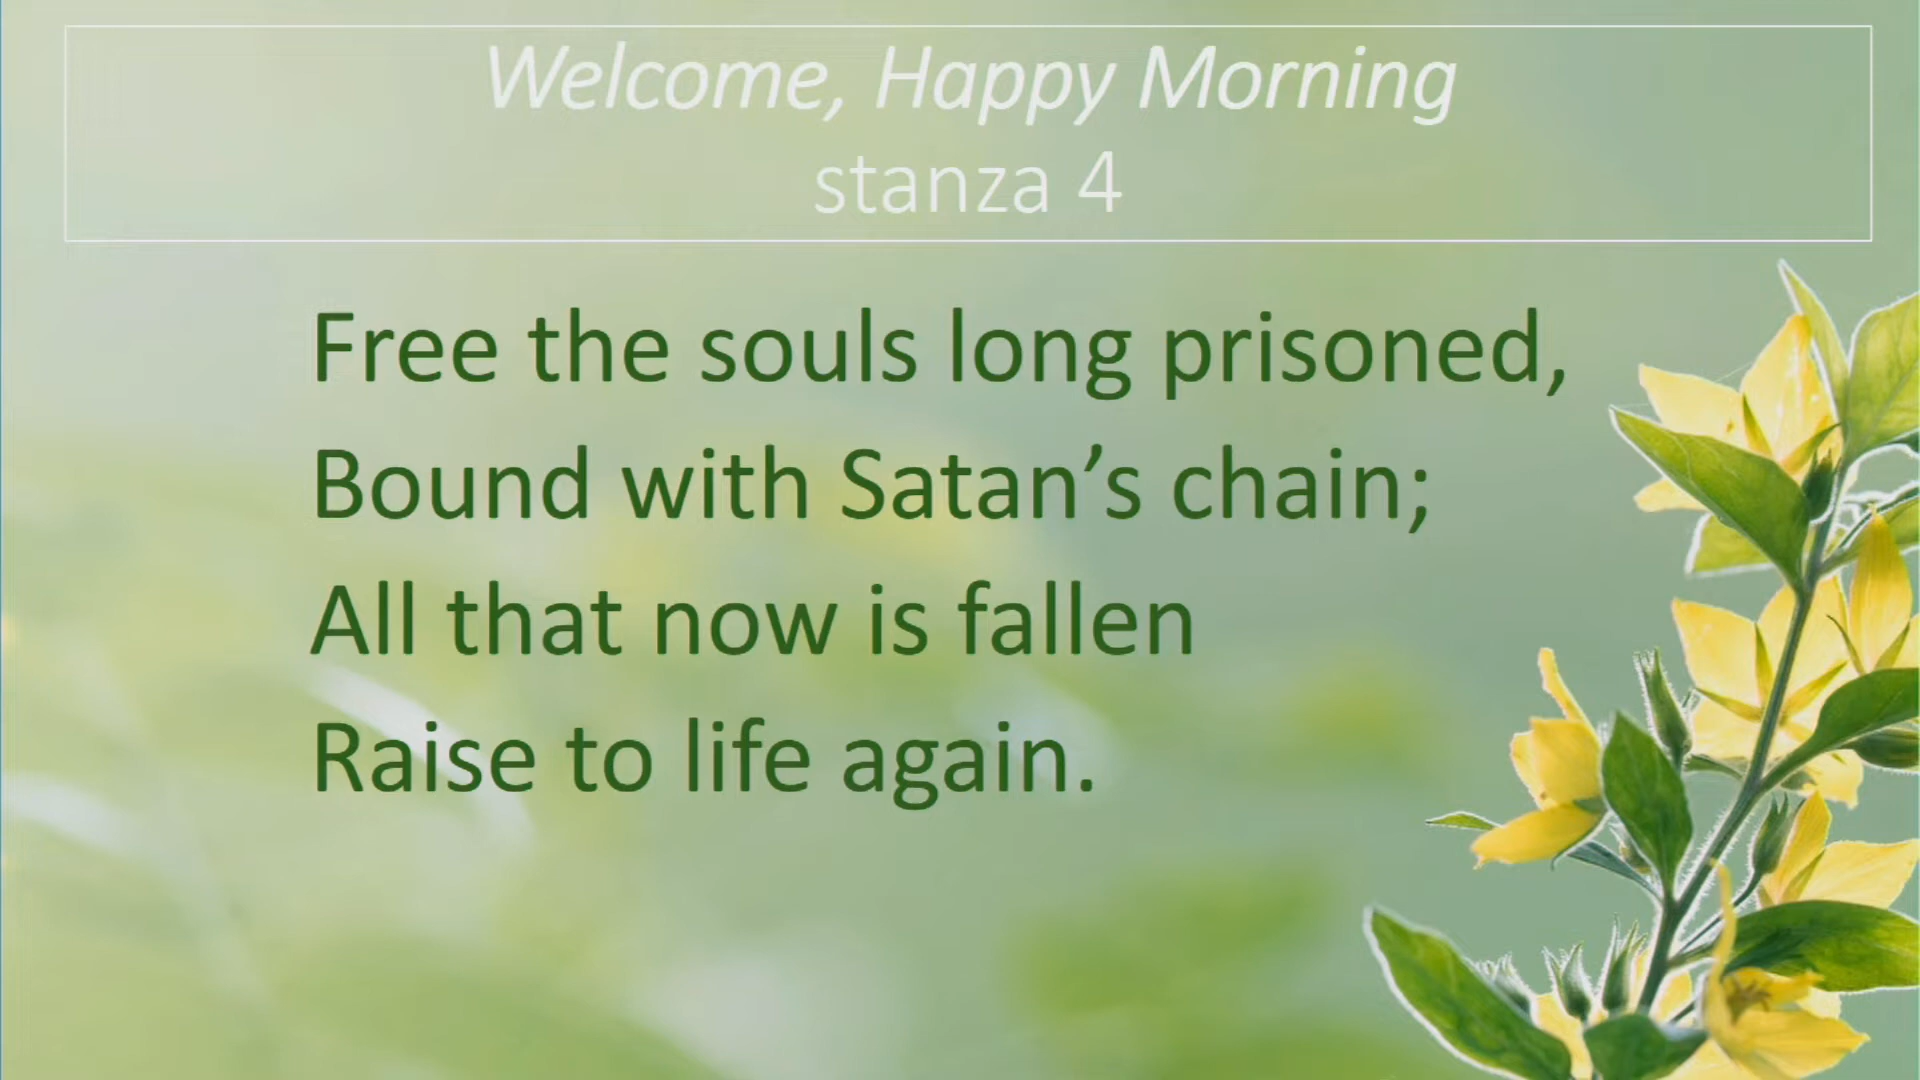 Welcome, Happy Morning
stanza 4
Free the souls long prisoned,
Bound with Satan’s chain;
All that now is fallen
Raise to life again.